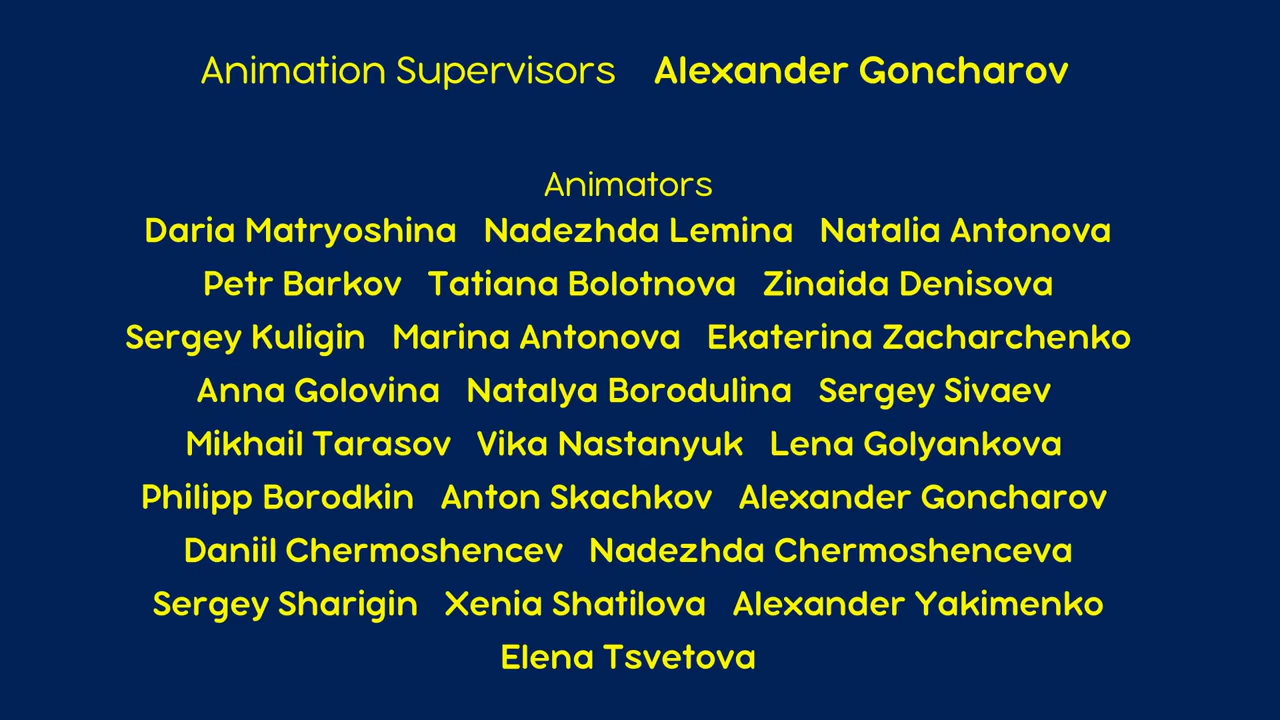 Animation Supervisors Alexander Goncharov
Animators
Daria Matryoshina Nadezhda Lemina Natalia Antonova
Petr Barkov Tatiana Bolotnova Zinaida Denisova
Sergey Kuligin Marina Antonova Ekaterina Zacharchenko
Anna Golovina Natalya Borodulina Sergey Sivaev
Mikhail Tarasov Vika Nastanyuk Lena Golyankova
Philipp Borodkin Anton Skachkov Alexander Goncharov
Daniil Chermoshencev Nadezhda Chermoshenceva
Sergey Sharigin Xenia Shatilova Alexander Yakimenko
Elena Tsvetova